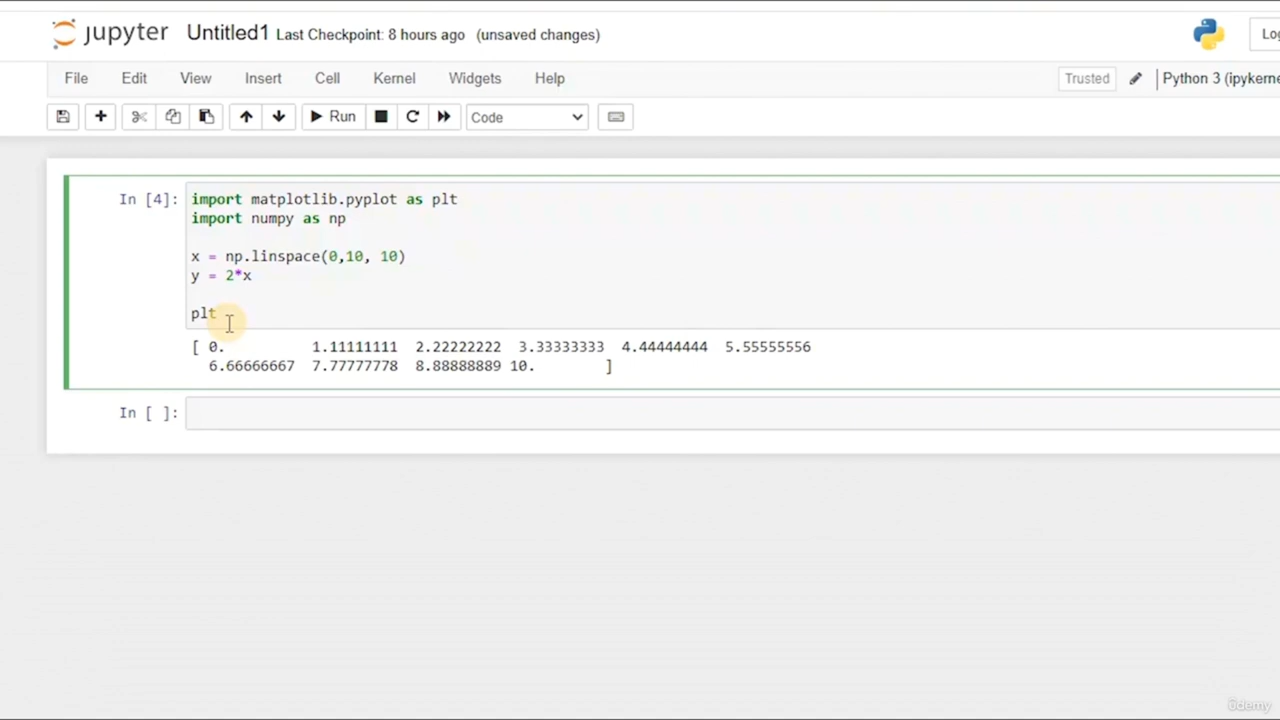 jupyter Untitled1 Last Checkpoint: 8 hours ago (unsaved changes)
File Edit View Insert Cell Kernel Widgets Help Trusted Python 3 (ipykerne
Run Code
In [4]: import matplotlib.pyplot as plt
import numpy as np
x = np.linspace(0,10, 10)
y = 2*x
plt
[ 0. 1.11111111 2.22222222 3.33333333 4.44444444 5.55555556
6.66666667 7.77777778 8.88888889 10. ]
In [ ]:
ûdemy